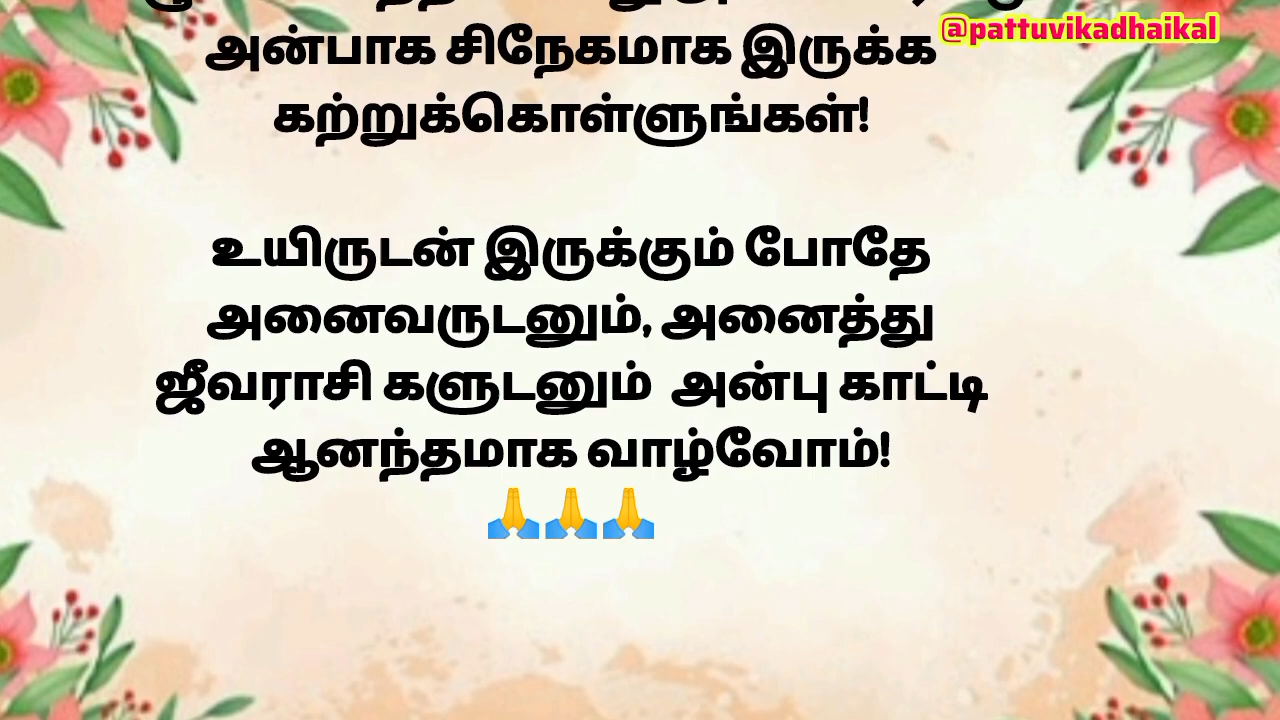 @pattuvikadhaikal
அன்பாக சிநேகமாக இருக்க
கற்றுக்கொள்ளுங்கள்!
உயிருடன் இருக்கும் போதே
அனைவருடனும், அனைத்து
ஜீவராசி களுடனும் அன்பு காட்டி
ஆனந்தமாக வாழ்வோம்!
🙏🙏🙏